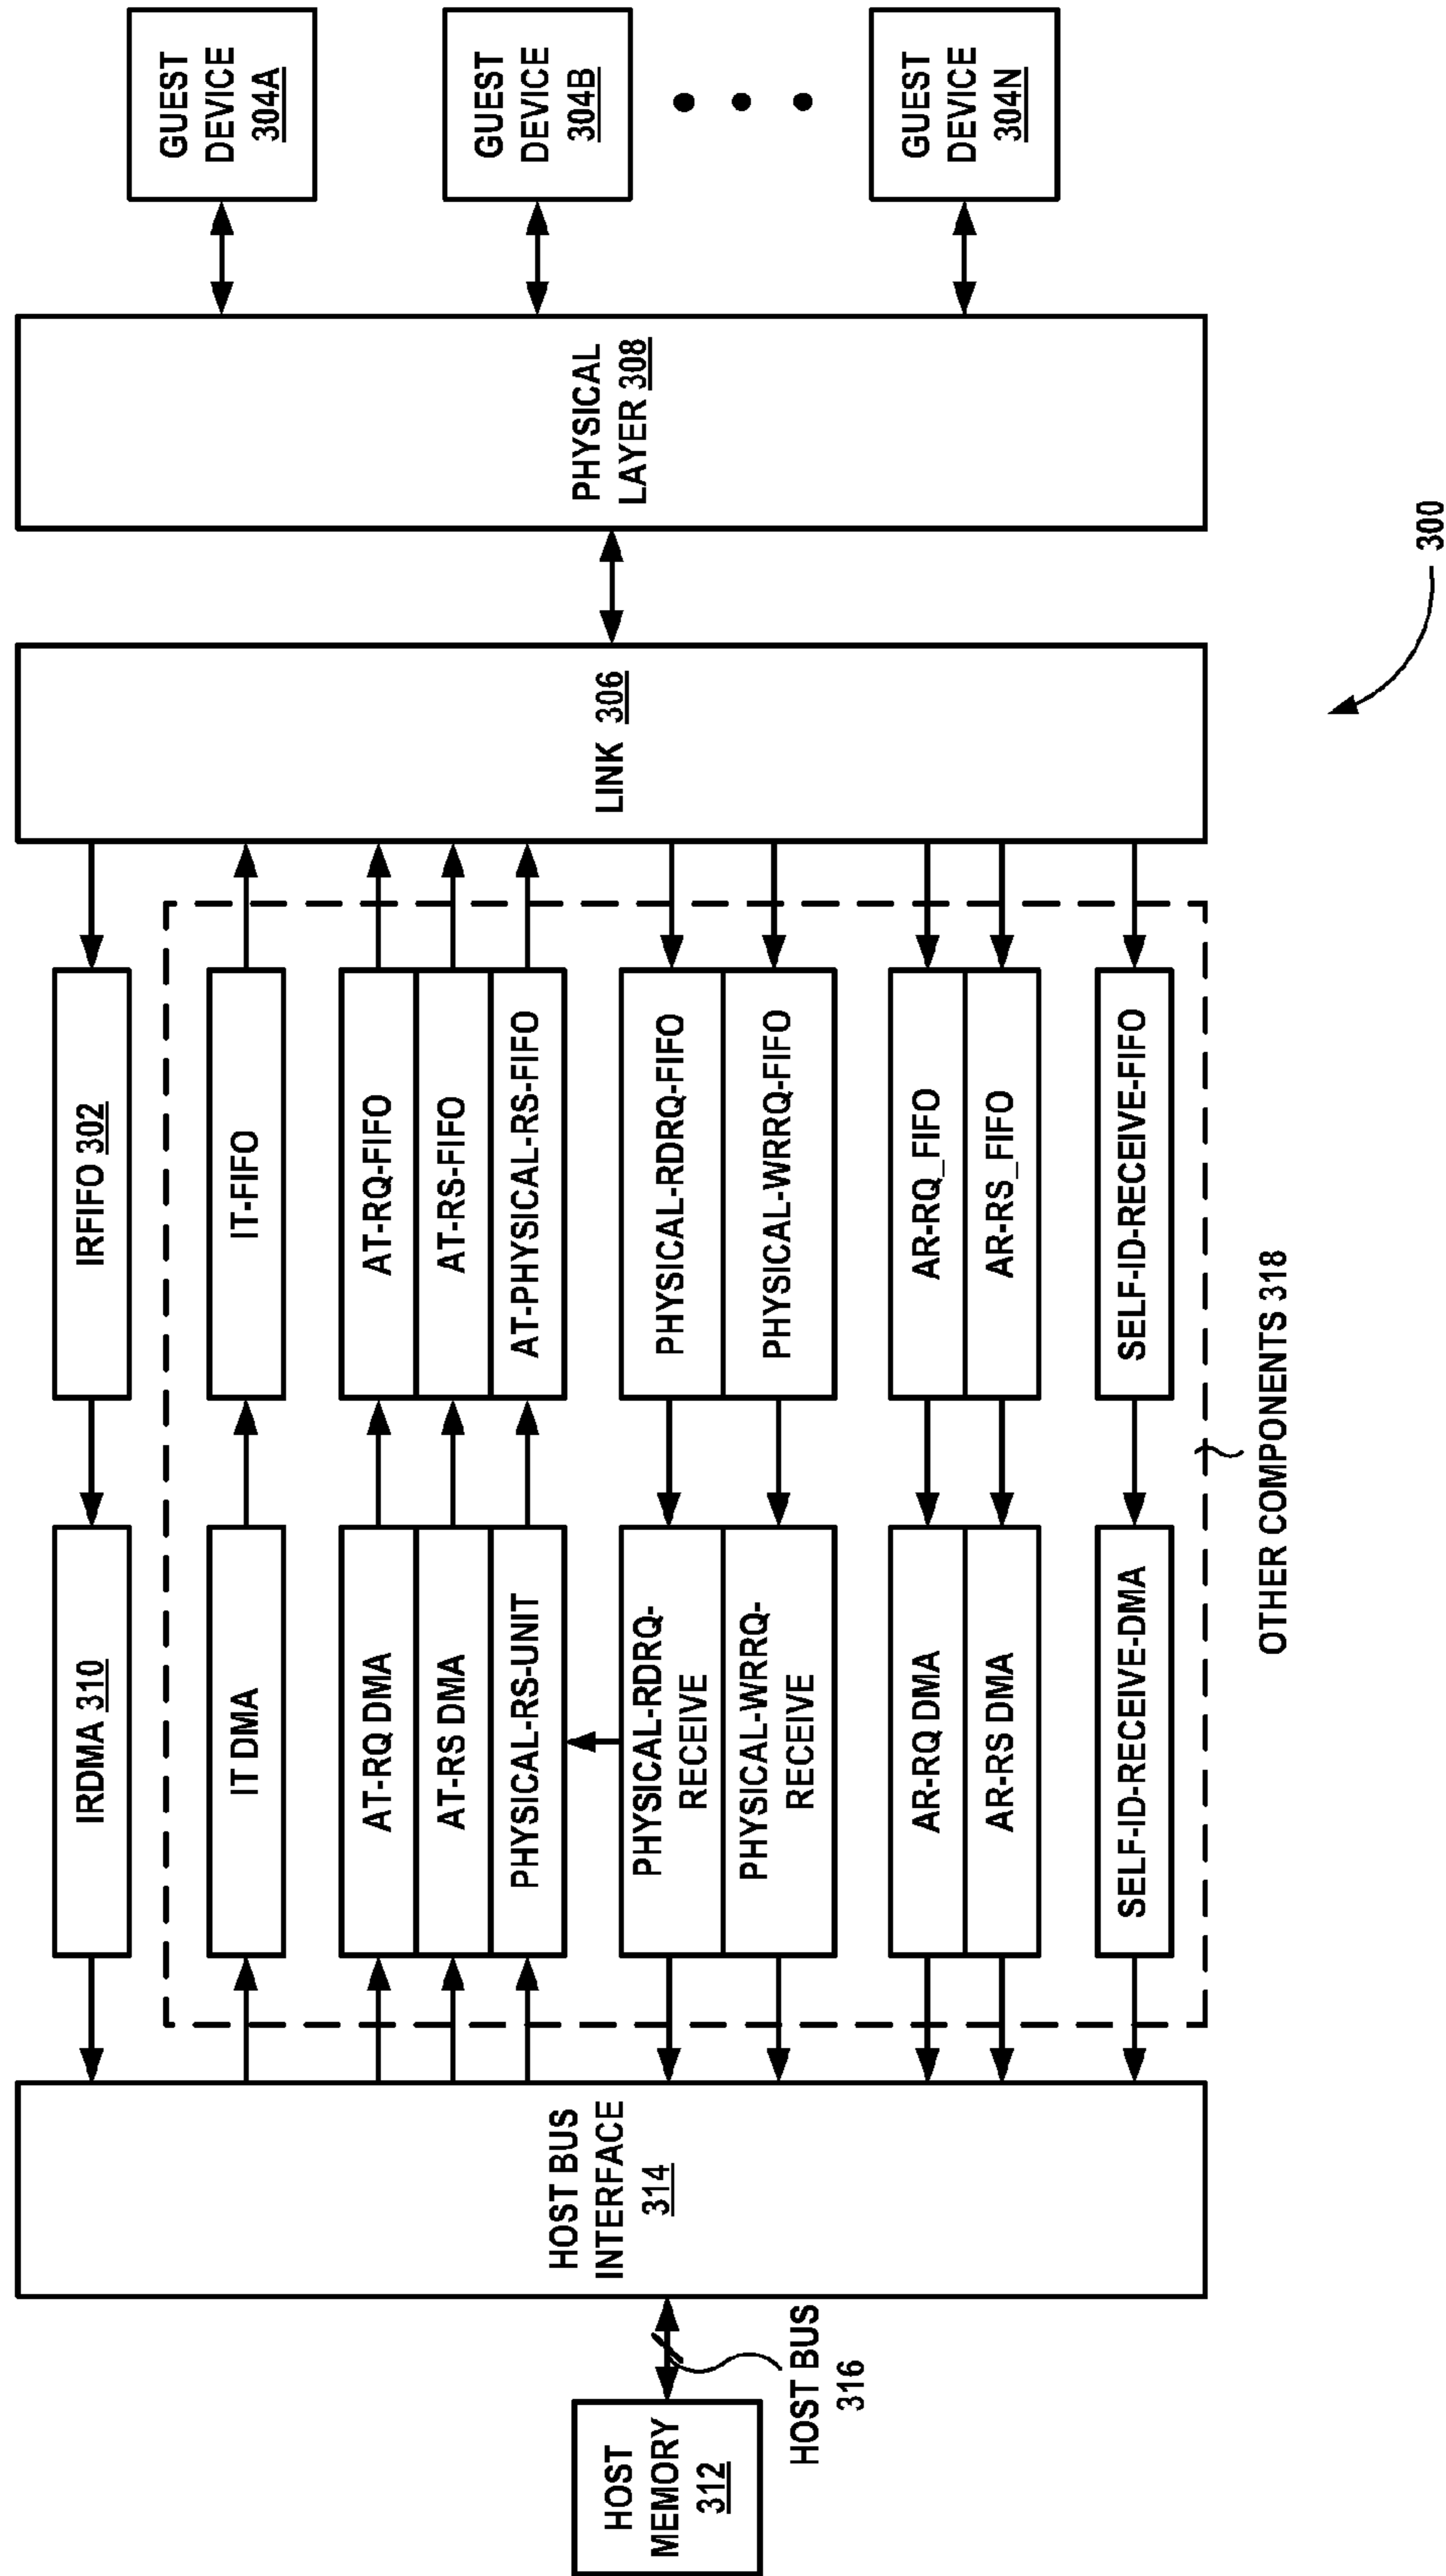 HOST
MEMORY
312
HOST BUS
316
HOST BUS
INTERFACE
314
IRDMA 310
IT DMA
AT-RQ DMA
AT-RS DMA
PHYSICAL-RS-UNIT
PHYSICAL-RDRQ-
RECEIVE
PHYSICAL-WRRQ-
RECEIVE
AR-RQ DMA
AR-RS DMA
SELF-ID-RECEIVE-DMA
IRFIFO 302
IT-FIFO
AT-RQ-FIFO
AT-RS-FIFO
AT-PHYSICAL-RS-FIFO
PHYSICAL-RDRQ-FIFO
PHYSICAL-WRRQ-FIFO
AR-RQ_FIFO
AR-RS_FIFO
SELF-ID-RECEIVE-FIFO
OTHER COMPONENTS 318
LINK 306
PHYSICAL
LAYER 308
GUEST
DEVICE
304A
GUEST
DEVICE
304B
GUEST
DEVICE
304N
300